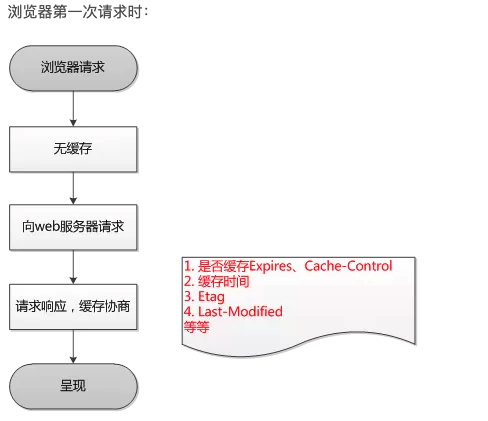 浏览器第一次请求时：
浏览器请求
无缓存
向web服务器请求
请求响应，缓存协商
呈现
1. 是否缓存Expires、Cache-Control
2. 缓存时间
3. Etag
4. Last-Modified
等等